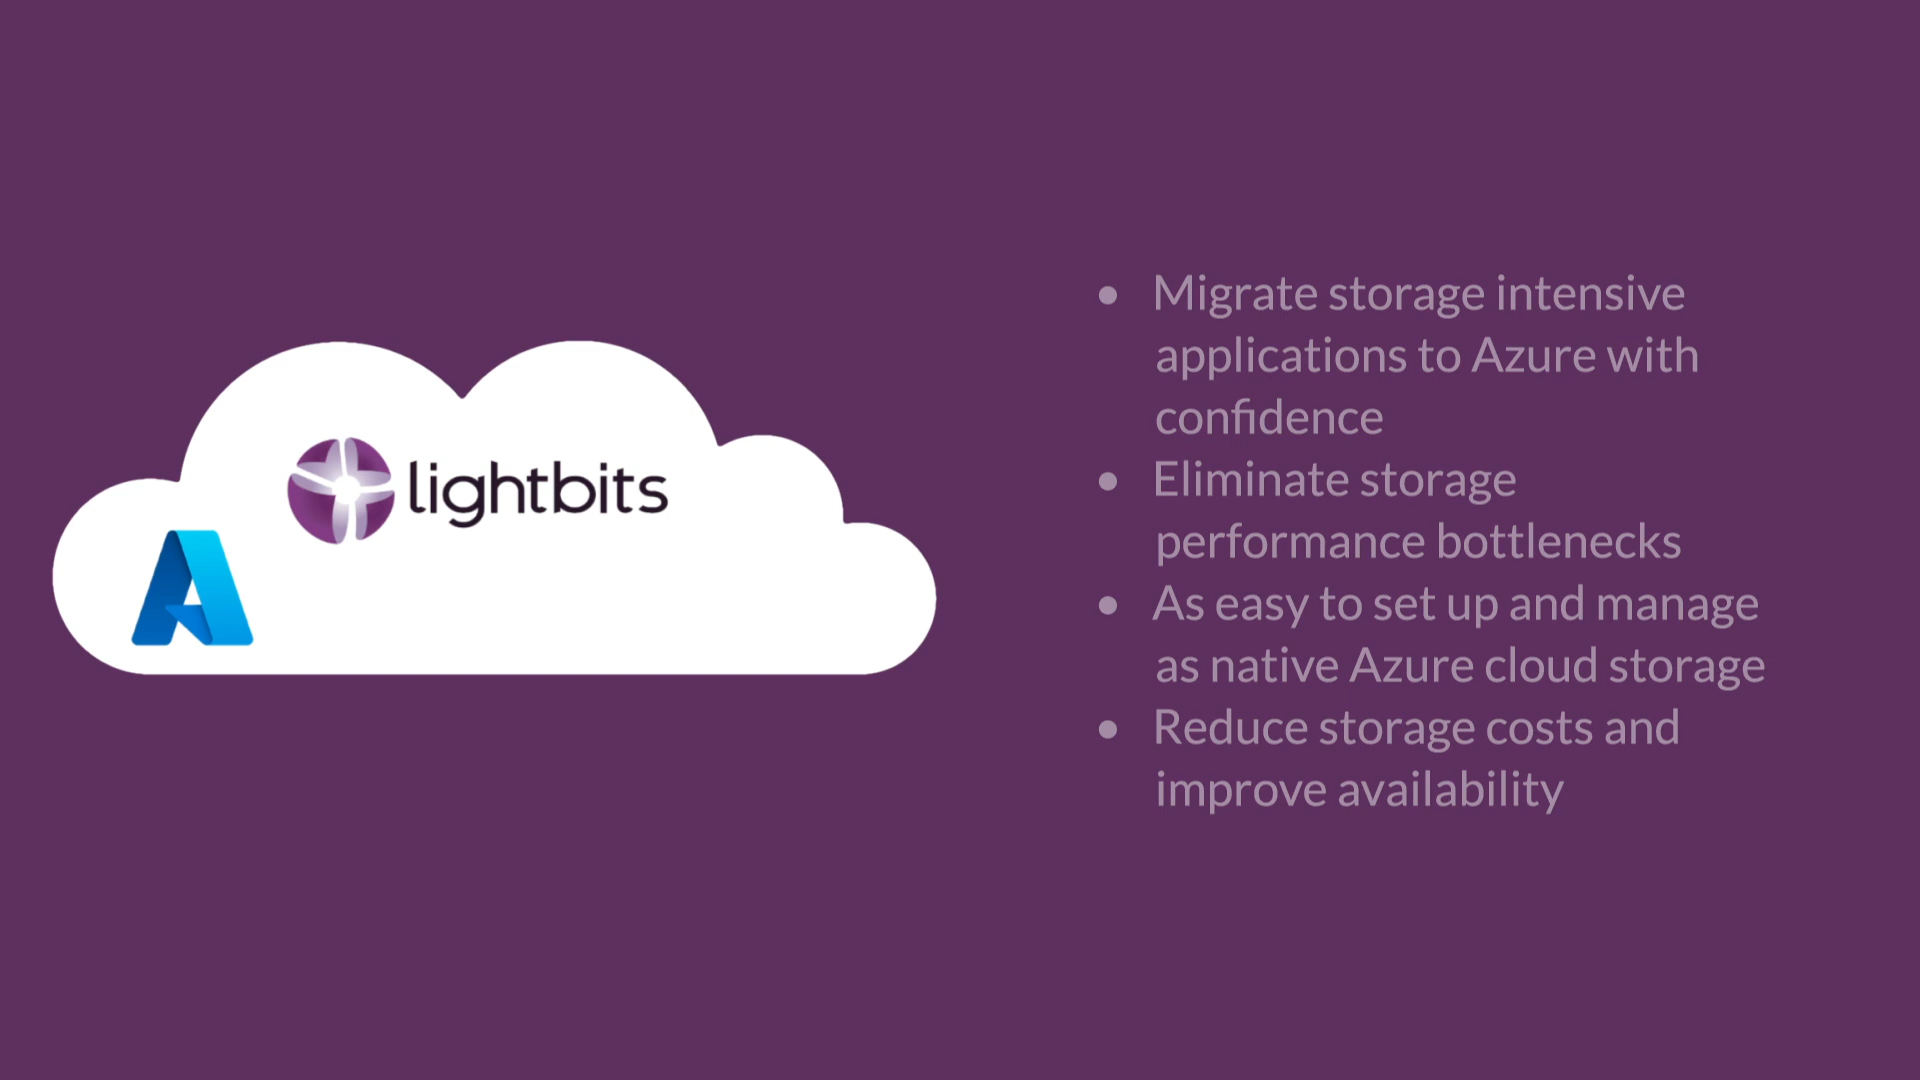 lightbits
● Migrate storage intensive
applications to Azure with
confidence
● Eliminate storage
performance bottlenecks
● As easy to set up and manage
as native Azure cloud storage
● Reduce storage costs and
improve availability